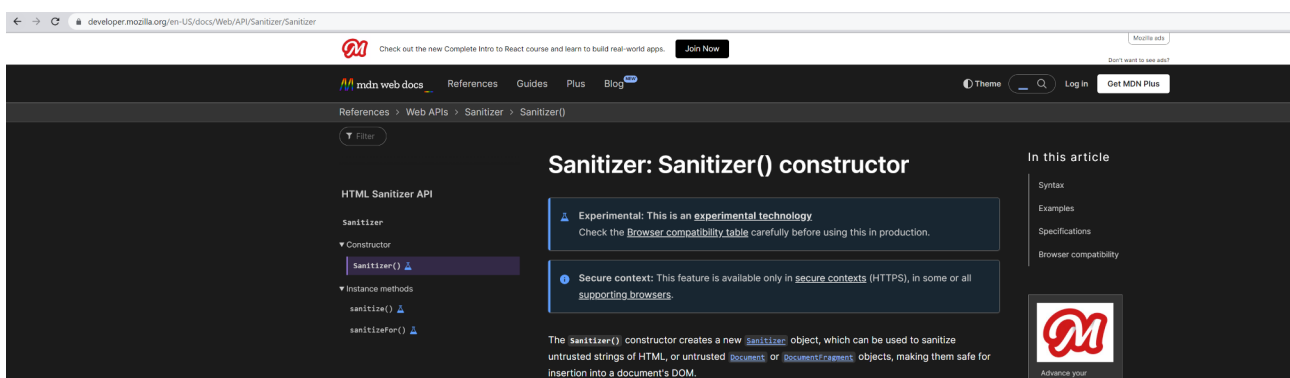 developer.mozilla.org/en-US/docs/Web/API/Sanitizer/Sanitizer
Mozilla ads
Check out the new Complete Intro to React course and learn to build real-world apps. Join Now
Don't want to see ads?
mdn web docs_ References Guides Plus Blog NEW Theme Log in Get MDN Plus
References > Web APIs > Sanitizer > Sanitizer()
Filter
HTML Sanitizer API
Sanitizer
Constructor
Sanitizer()
Instance methods
sanitize()
sanitizeFor()
Sanitizer: Sanitizer() constructor
Experimental: This is an experimental technology
Check the Browser compatibility table carefully before using this in production.
Secure context: This feature is available only in secure contexts (HTTPS), in some or all
supporting browsers.
The Sanitizer() constructor creates a new Sanitizer object, which can be used to sanitize
untrusted strings of HTML, or untrusted Document or DocumentFragment objects, making them safe for
insertion into a document's DOM.
In this article
Syntax
Examples
Specifications
Browser compatibility
Advance your